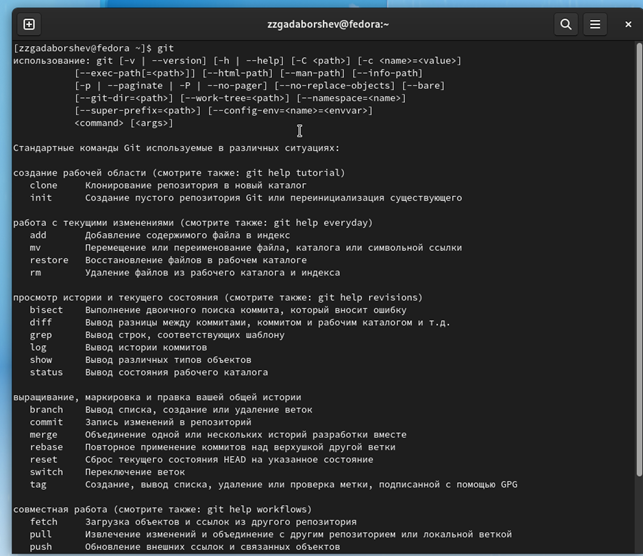 zzgadaborshev@fedora:~
[zzgadaborshev@fedora ~]$ git
использование: git [-v | --version] [-h | --help] [-C <path>] [-c <name>=<value>]
[--exec-path[=<path>]] [--html-path] [--man-path] [--info-path]
[-p | --paginate | -P | --no-pager] [--no-replace-objects] [--bare]
[--git-dir=<path>] [--work-tree=<path>] [--namespace=<name>]
[--super-prefix=<path>] [--config-env=<name>=<envvar>]
<command> [<args>]
Стандартные команды Git используемые в различных ситуациях:
создание рабочей области (смотрите также: git help tutorial)
clone Клонирование репозитория в новый каталог
init Создание пустого репозитория Git или переинициализация существующего
работа с текущими изменениями (смотрите также: git help everyday)
add Добавление содержимого файла в индекс
mv Перемещение или переименование файла, каталога или символьной ссылки
restore Восстановление файлов в рабочем каталоге
rm Удаление файлов из рабочего каталога и индекса
просмотр истории и текущего состояния (смотрите также: git help revisions)
bisect Выполнение двоичного поиска коммита, который вносит ошибку
diff Вывод разницы между коммитами, коммитом и рабочим каталогом и т.д.
grep Вывод строк, соответствующих шаблону
log Вывод истории коммитов
show Вывод различных типов объектов
status Вывод состояния рабочего каталога
выращивание, маркировка и правка вашей общей истории
branch Вывод списка, создание или удаление веток
commit Запись изменений в репозиторий
merge Объединение одной или нескольких историй разработки вместе
rebase Повторное применение коммитов над верхушкой другой ветки
reset Сброс текущего состояния HEAD на указанное состояние
switch Переключение веток
tag Создание, вывод списка, удаление или проверка метки, подписанной с помощью GPG
совместная работа (смотрите также: git help workflows)
fetch Загрузка объектов и ссылок из другого репозитория
pull Извлечение изменений и объединение с другим репозиторием или локальной веткой
push Обновление внешних ссылок и связанных объектов